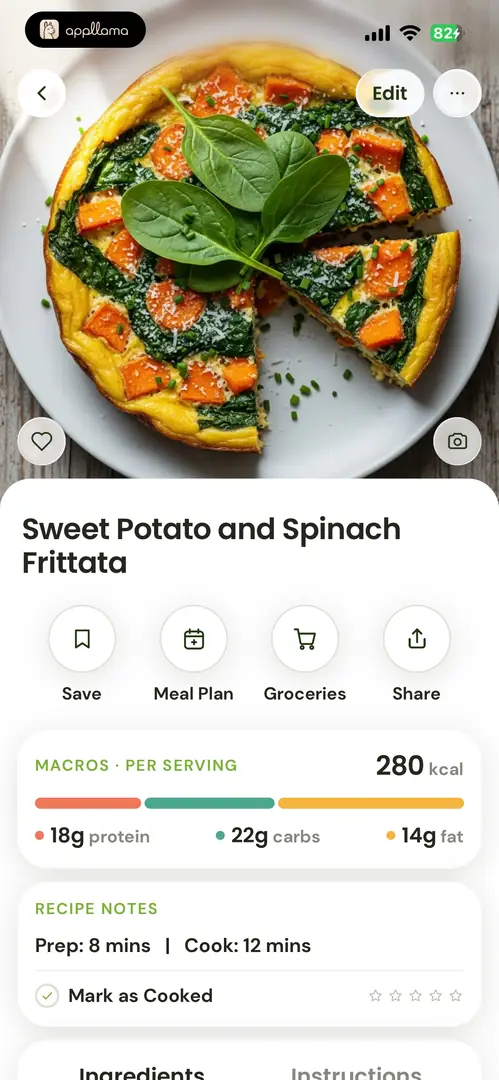 appllama
82
Edit
Sweet Potato and Spinach
Frittata
Save
Meal Plan
Groceries
Share
MACROS · PER SERVING
280 kcal
18g protein
22g carbs
14g fat
RECIPE NOTES
Prep: 8 mins | Cook: 12 mins
Mark as Cooked
Ingredients
Instructions